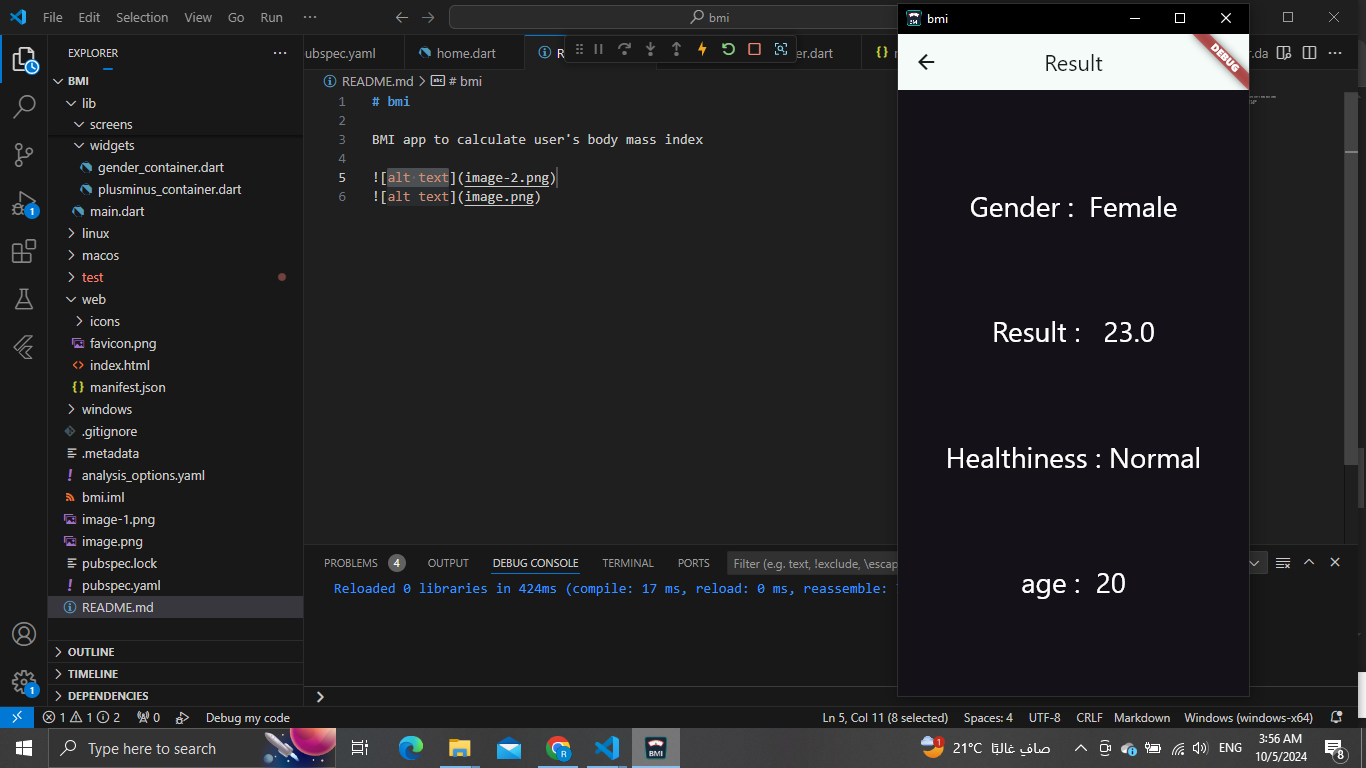 File Edit Selection View Go Run ··· bmi
EXPLORER ···
BMI
lib
screens
widgets
gender_container.dart
plusminus_container.dart
main.dart
linux
macos
test
web
icons
favicon.png
index.html
manifest.json
windows
.gitignore
.metadata
analysis_options.yaml
bmi.iml
image-1.png
image.png
pubspec.lock
pubspec.yaml
README.md
OUTLINE
TIMELINE
DEPENDENCIES
ubspec.yaml home.dart
README.md > # bmi
1 # bmi
2
3 BMI app to calculate user's body mass index
4
5 ![alt text](image-2.png)
6 ![alt text](image.png)
PROBLEMS 4 OUTPUT DEBUG CONSOLE TERMINAL PORTS Filter (e.g. text, !exclude, \escap
Reloaded 0 libraries in 424ms (compile: 17 ms, reload: 0 ms, reassemble:
bmi
Result
DEBUG
Gender : Female
Result : 23.0
Healthiness : Normal
age : 20
1 1 2 0 Debug my code Ln 5, Col 11 (8 selected) Spaces: 4 UTF-8 CRLF Markdown Windows (windows-x64)
Type here to search BMI 21°C صافٍ غالبًا ENG 3:56 AM
10/5/2024 8